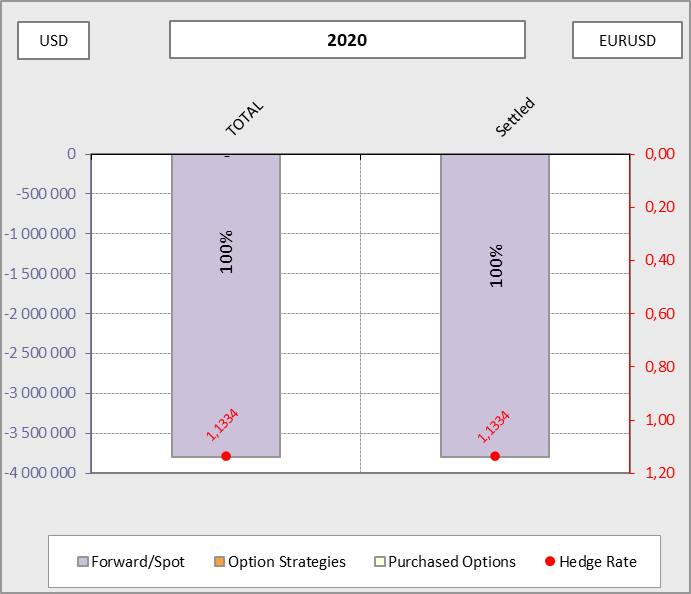 USD
2020
EURUSD
TOTAL
Settled
0
-500 000
-1 000 000
-1 500 000
-2 000 000
-2 500 000
-3 000 000
-3 500 000
-4 000 000
-
100%
100%
1,1334
1,1334
0,00
0,20
0,40
0,60
0,80
1,00
1,20
Forward/Spot
Option Strategies
Purchased Options
Hedge Rate